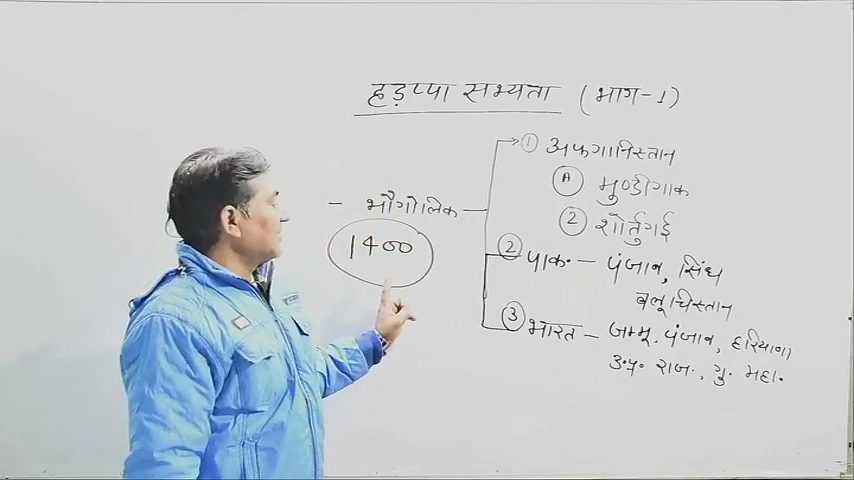 हड़प्पा सभ्यता (भाग-1)
1 अफगानिस्तान
A मुण्डीगाक
- भौगोलिक
2 शोर्तुगई
1400
2 पाक. - पंजाब, सिंध
बलूचिस्तान
3 भारत - जम्मू. पंजाब, हरियाणा
उ.प्र. राज., गु. महा.